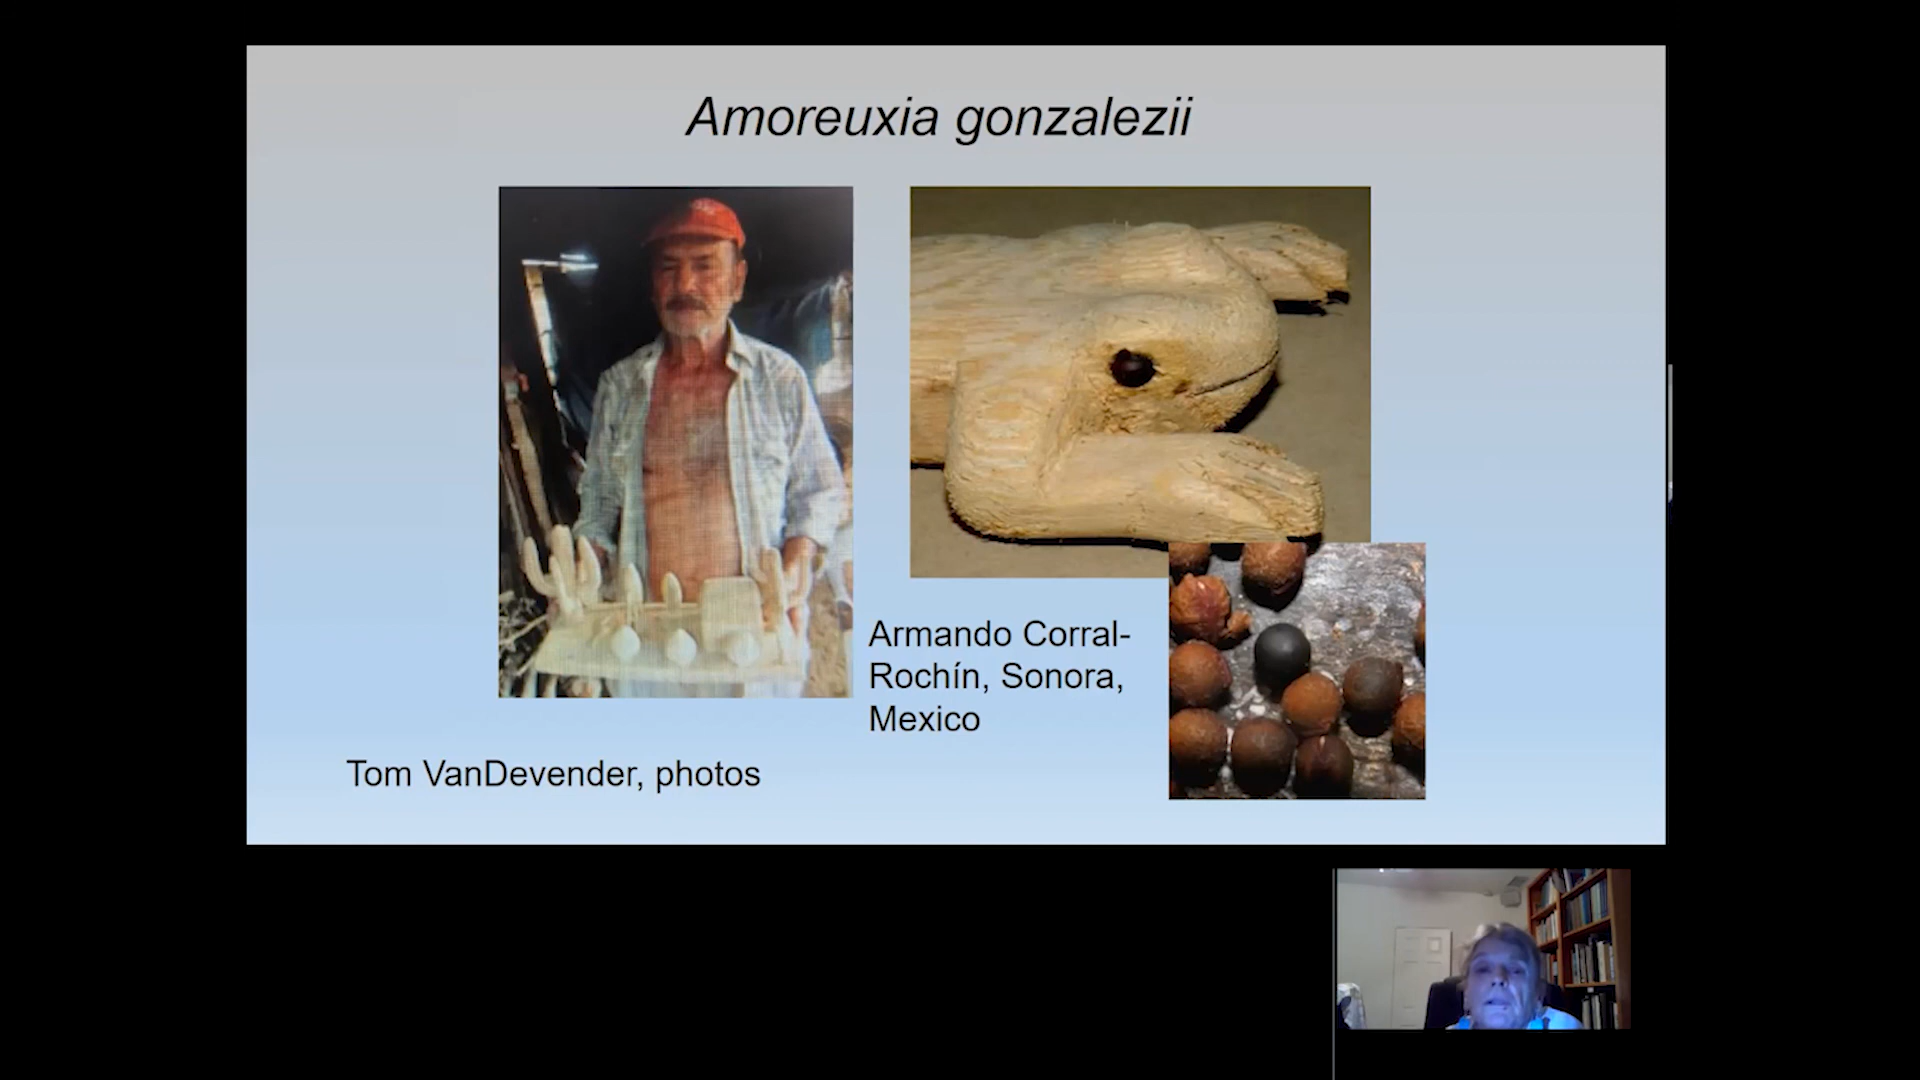 Amoreuxia gonzalezii
Armando Corral-
Rochín, Sonora,
Mexico
Tom VanDevender, photos